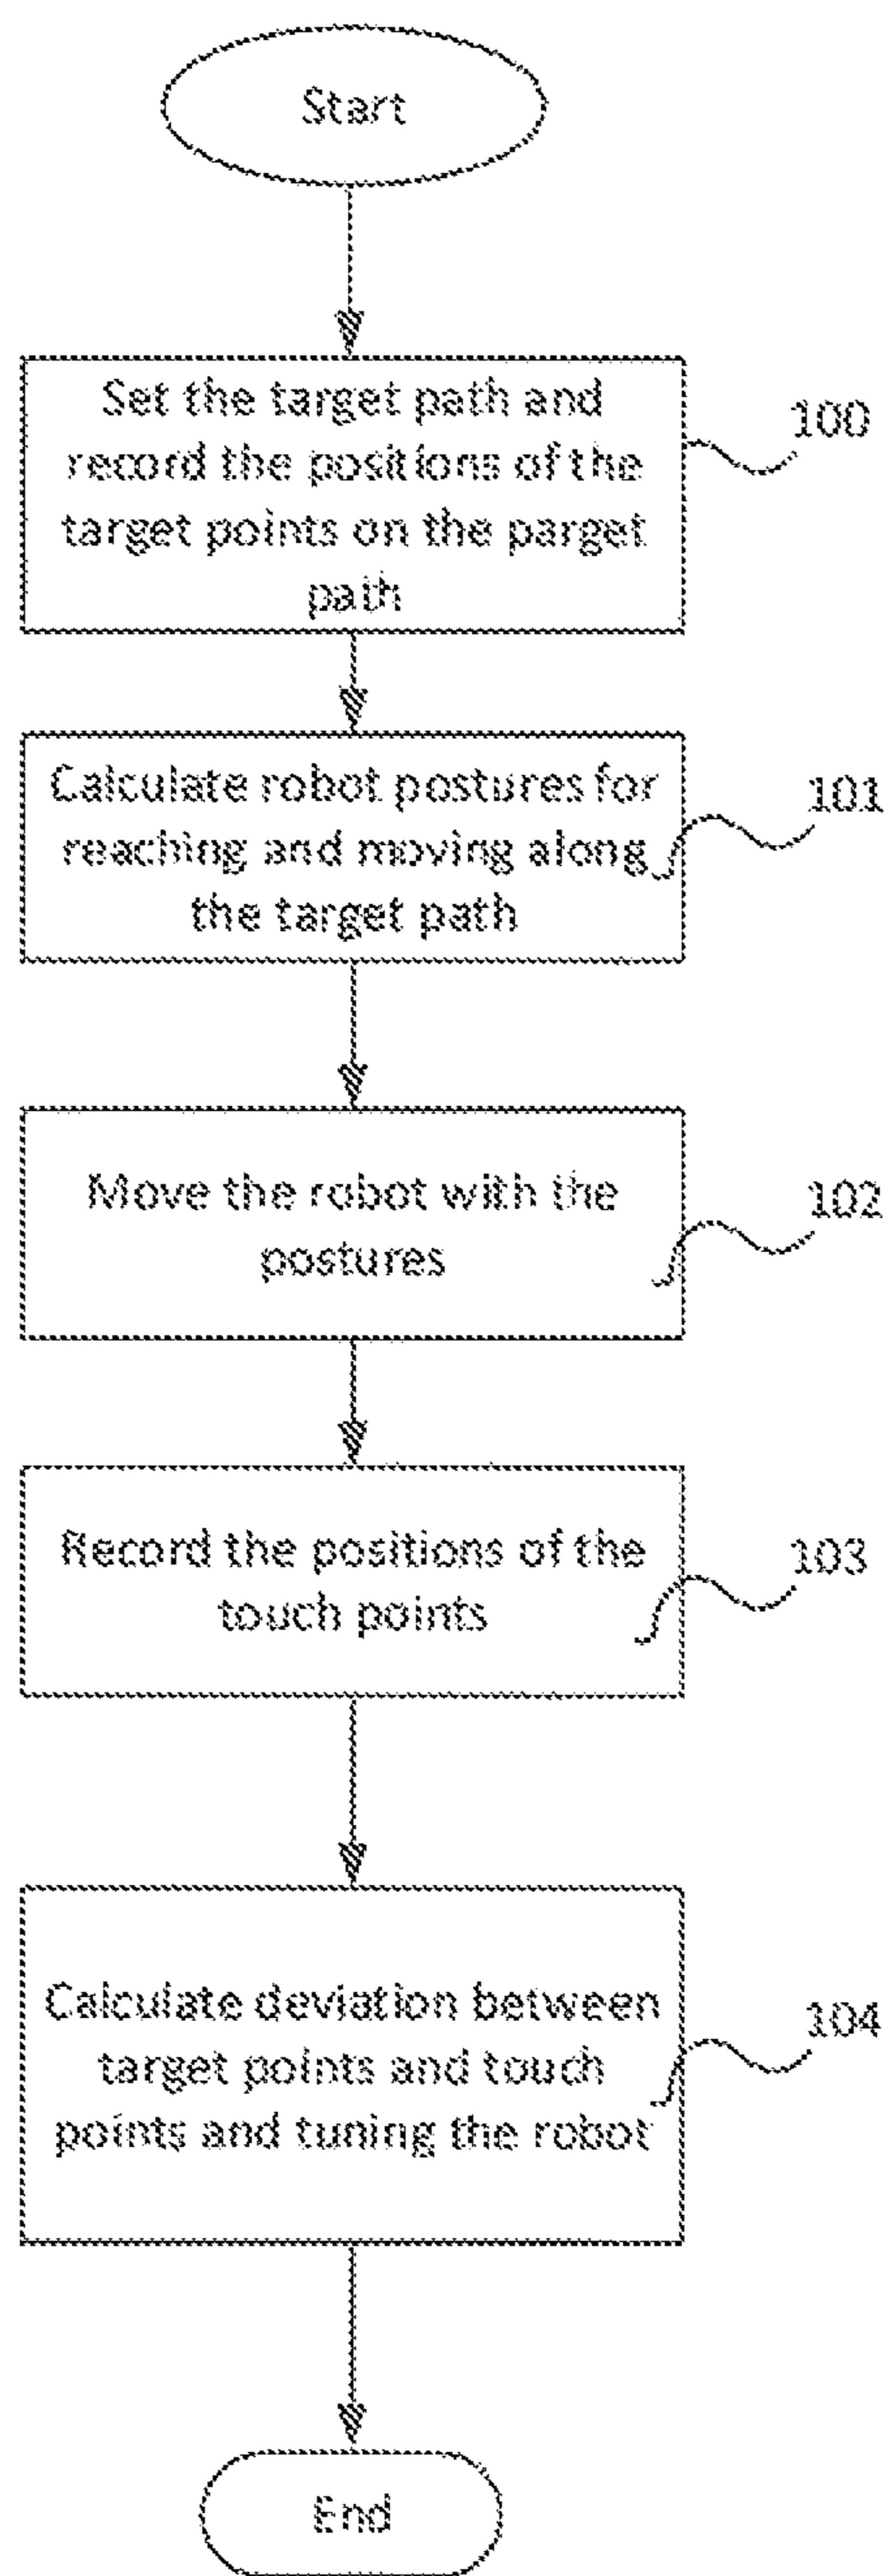 Start
Set the target path and
100
record the positions of the
target points on the parget
path
Calculate robot postures for
101
reaching and moving along
the target path
Move the robot with the
102
postures
Record the positions of the
103
touch points
Calculate deviation between
104
target points and touch
points and tuning the robot
End